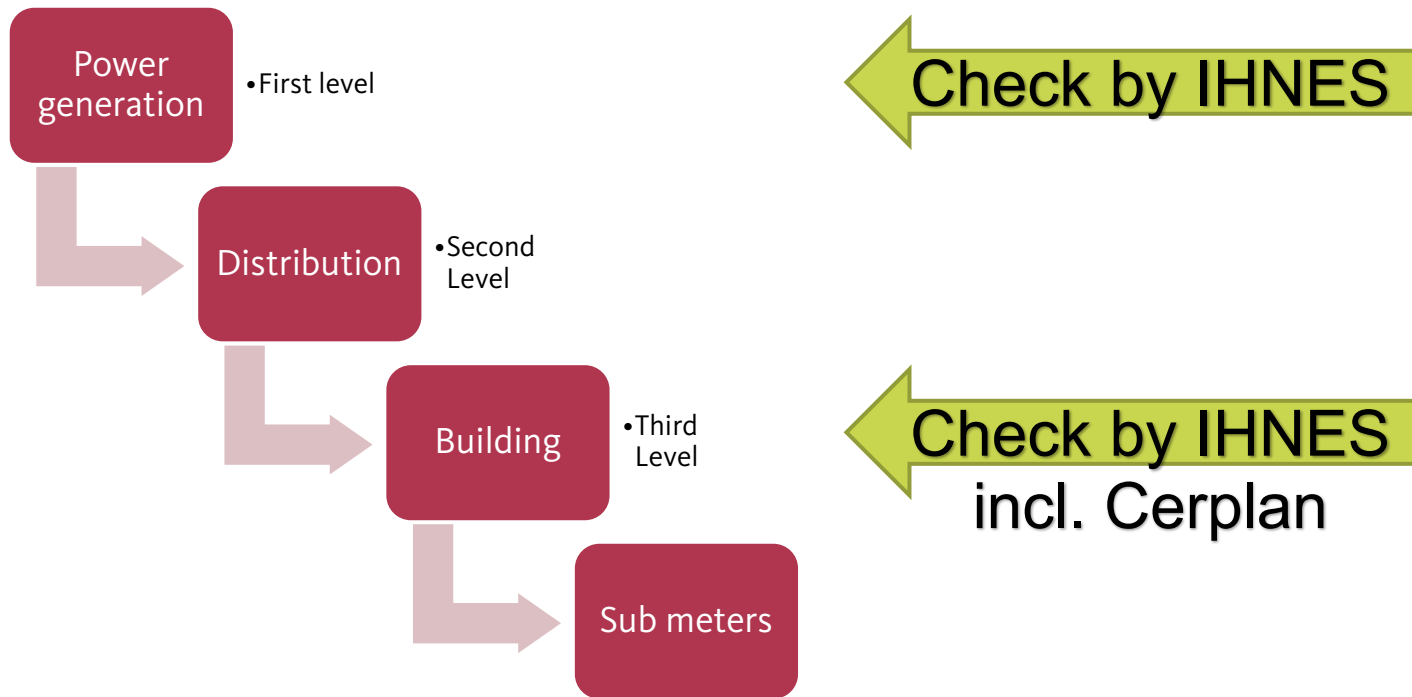 Power
generation
•First level
Check by IHNES
Distribution
•Second
Level
Building
•Third
Level
Check by IHNES
incl. Cerplan
Sub meters